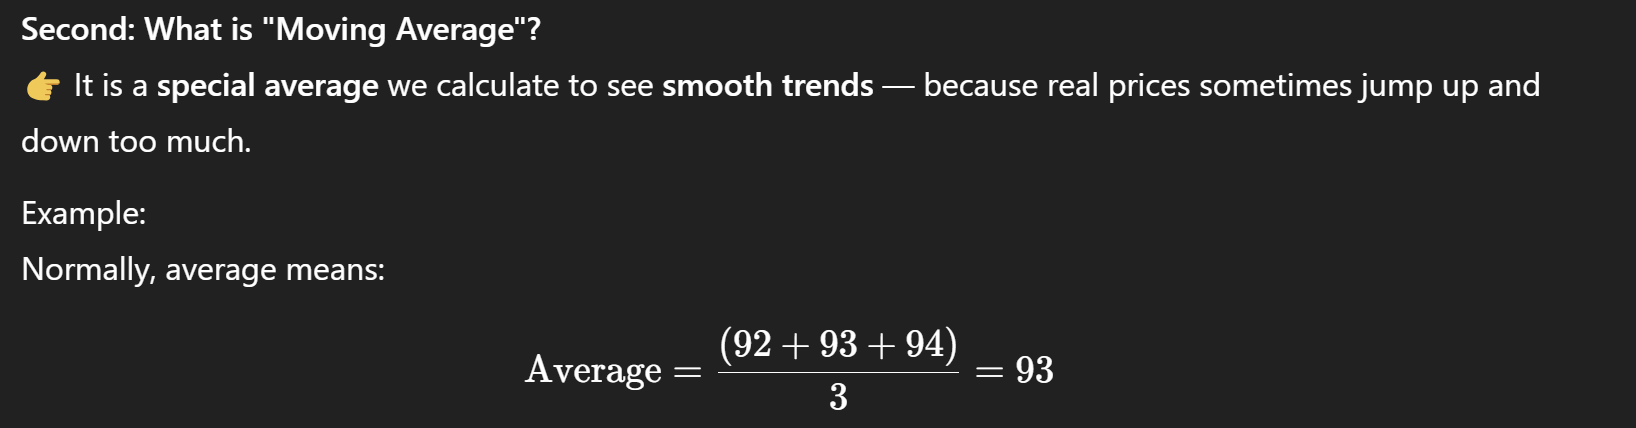 Second: What is "Moving Average"?
👉 It is a special average we calculate to see smooth trends — because real prices sometimes jump up and
down too much.
Example:
Normally, average means:
Average = (92 + 93 + 94) / 3 = 93